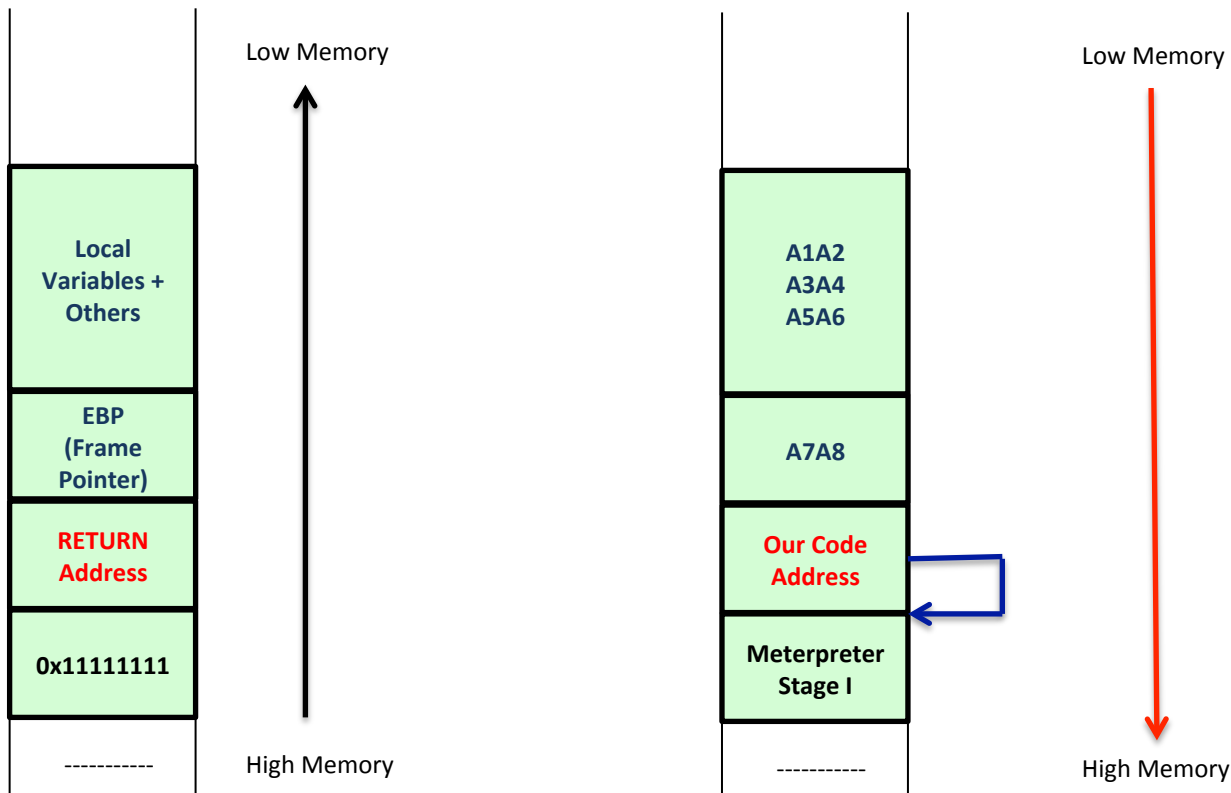 Low Memory
Local
Variables +
Others
EBP
(Frame
Pointer)
RETURN
Address
0x11111111
-----------
High Memory
Low Memory
A1A2
A3A4
A5A6
A7A8
Our Code
Address
Meterpreter
Stage I
-----------
High Memory